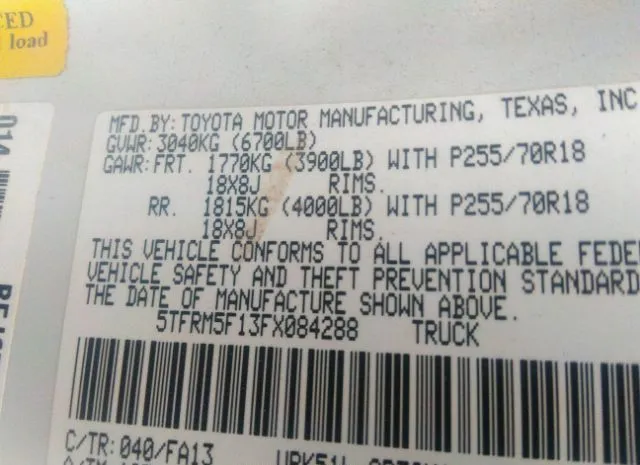 CED
load
014
MFD.BY:TOYOTA MOTOR MANUFACTURING, TEXAS, INC
GVWR:3040KG (6700LB)
GAWR:FRT. 1770KG (3900LB) WITH P255/70R18
18X8J RIMS.
RR. 1815KG (4000LB) WITH P255/70R18
18X8J RIMS.
THIS VEHICLE CONFORMS TO ALL APPLICABLE FEDE
VEHICLE SAFETY AND THEFT PREVENTION STANDARD
THE DATE OF MANUFACTURE SHOWN ABOVE.
5TFRM5F13FX084288 TRUCK
C/TR:040/FA13